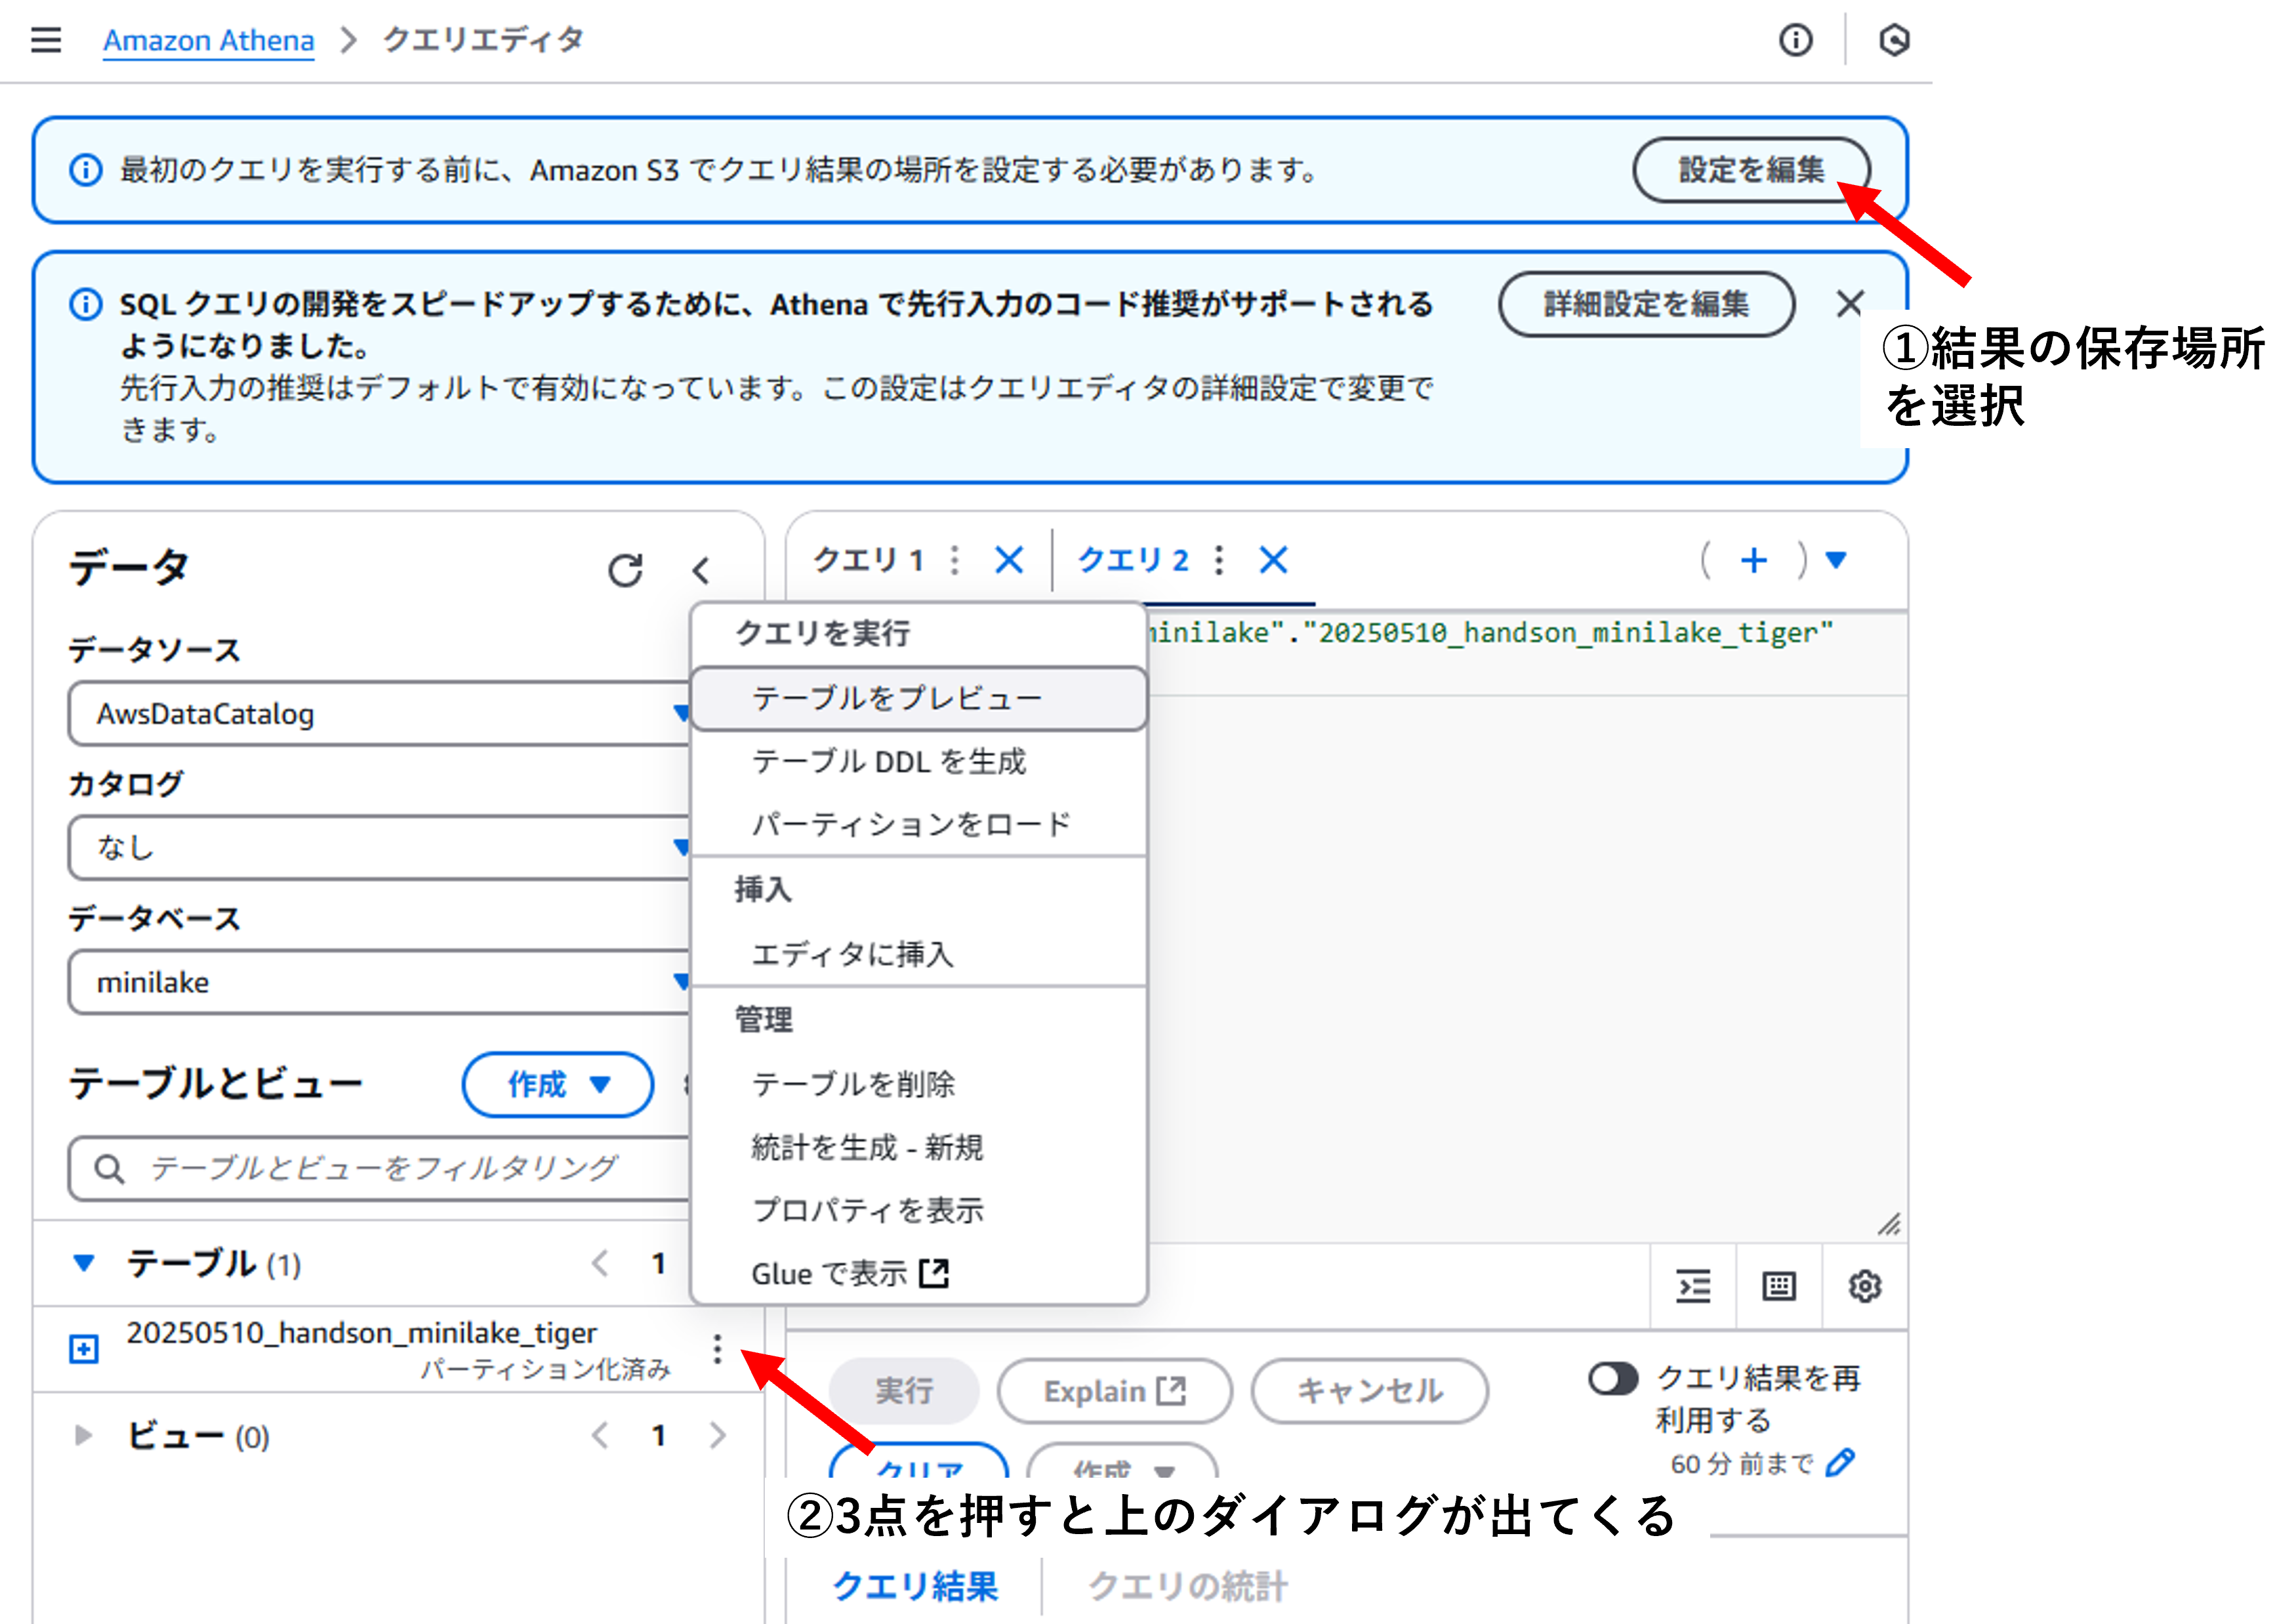 Amazon Athena > クエリエディタ
最初のクエリを実行する前に、Amazon S3 でクエリ結果の場所を設定する必要があります。
設定を編集
SQL クエリの開発をスピードアップするために、Athena で先行入力のコード推奨がサポートされる
ようになりました。
先行入力の推奨はデフォルトで有効になっています。この設定はクエリエディタの詳細設定で変更で
きます。
詳細設定を編集
①結果の保存場所
を選択
データ
データソース
AwsDataCatalog
カタログ
なし
データベース
minilake
テーブルとビュー
作成
テーブルとビューをフィルタリング
テーブル (1)
1
20250510_handson_minilake_tiger
パーティション化済み
ビュー (0)
1
クエリ 1
クエリ 2
minilake"."20250510_handson_minilake_tiger"
クエリを実行
テーブルをプレビュー
テーブル DDL を生成
パーティションをロード
挿入
エディタに挿入
管理
テーブルを削除
統計を生成 - 新規
プロパティを表示
Glue で表示
実行
Explain
キャンセル
クリア
作成
クエリ結果を再
利用する
60 分 前まで
②3点を押すと上のダイアログが出てくる
クエリ結果
クエリの統計